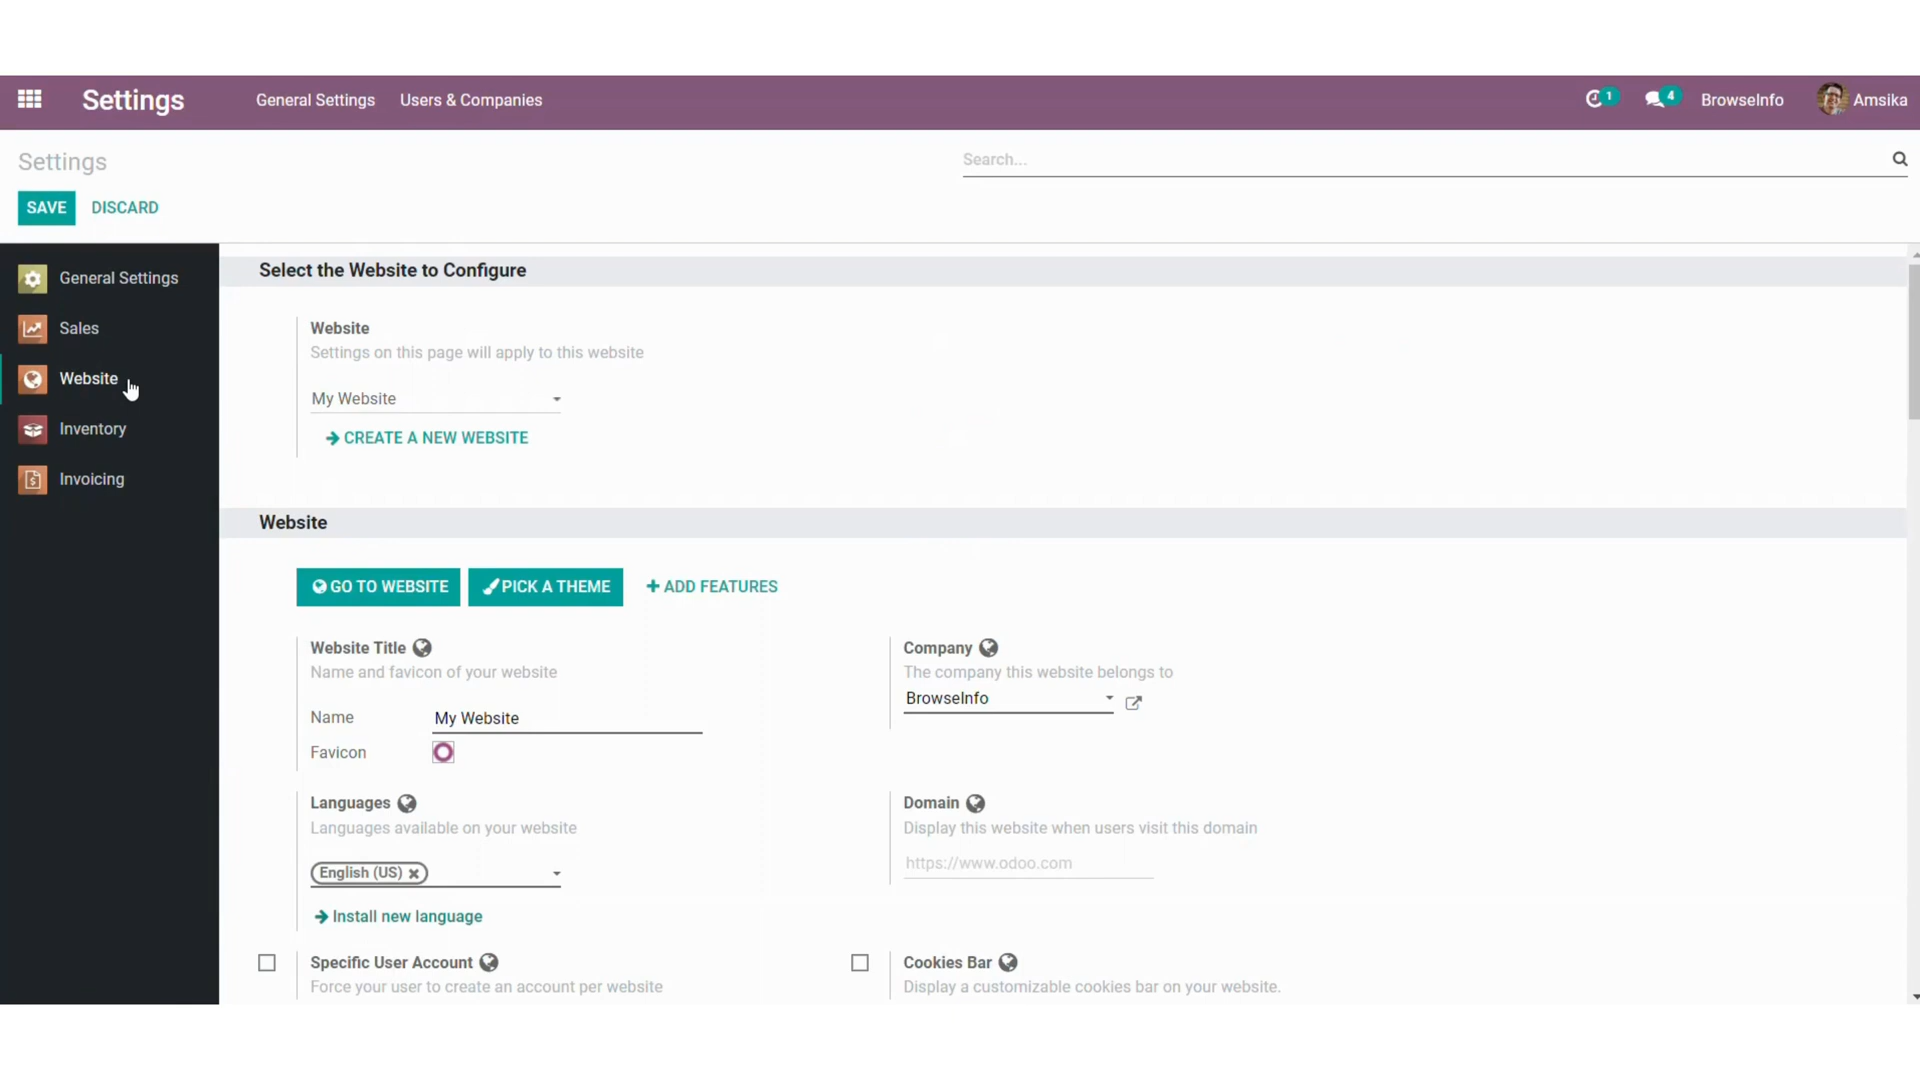 Settings General Settings Users & Companies 1 4 BrowseInfo Amsika
Settings
Search...
SAVE DISCARD
General Settings
Sales
Website
Inventory
Invoicing
Select the Website to Configure
Website
Settings on this page will apply to this website
My Website
CREATE A NEW WEBSITE
Website
GO TO WEBSITE PICK A THEME + ADD FEATURES
Website Title
Name and favicon of your website
Name My Website
Favicon
Company
The company this website belongs to
BrowseInfo
Languages
Languages available on your website
English (US)
Install new language
Domain
Display this website when users visit this domain
https://www.odoo.com
Specific User Account
Force your user to create an account per website
Cookies Bar
Display a customizable cookies bar on your website.